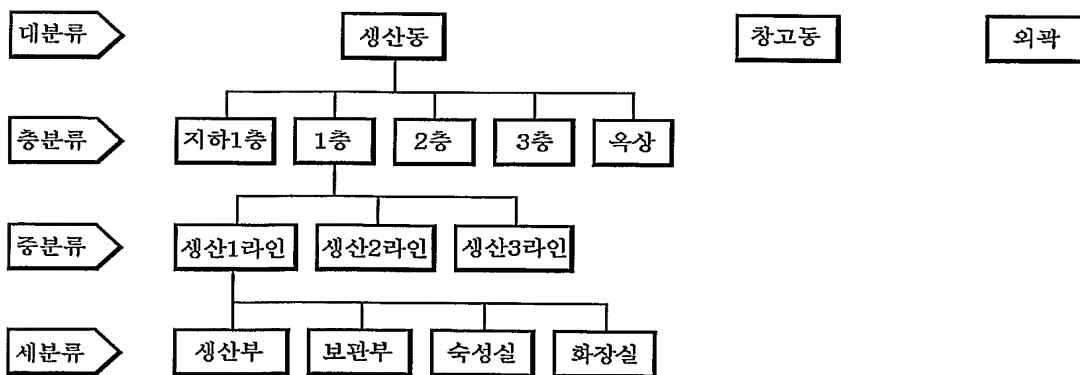 대분류 생산동 창고동 외곽
층분류 지하1층 1층 2층 3층 옥상
중분류 생산1라인 생산2라인 생산3라인
세분류 생산부 보관부 숙성실 화장실